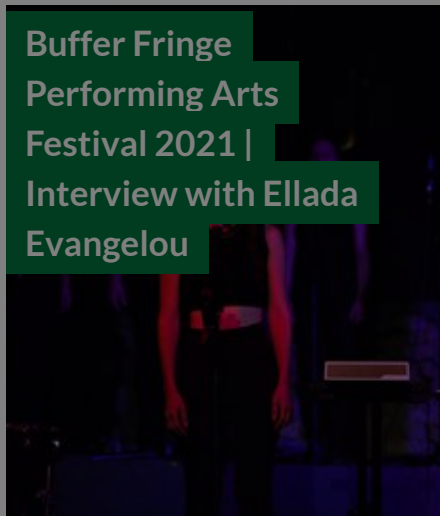 Buffer Fringe
Performing Arts
Festival 2021 |
Interview with Ellada
Evangelou